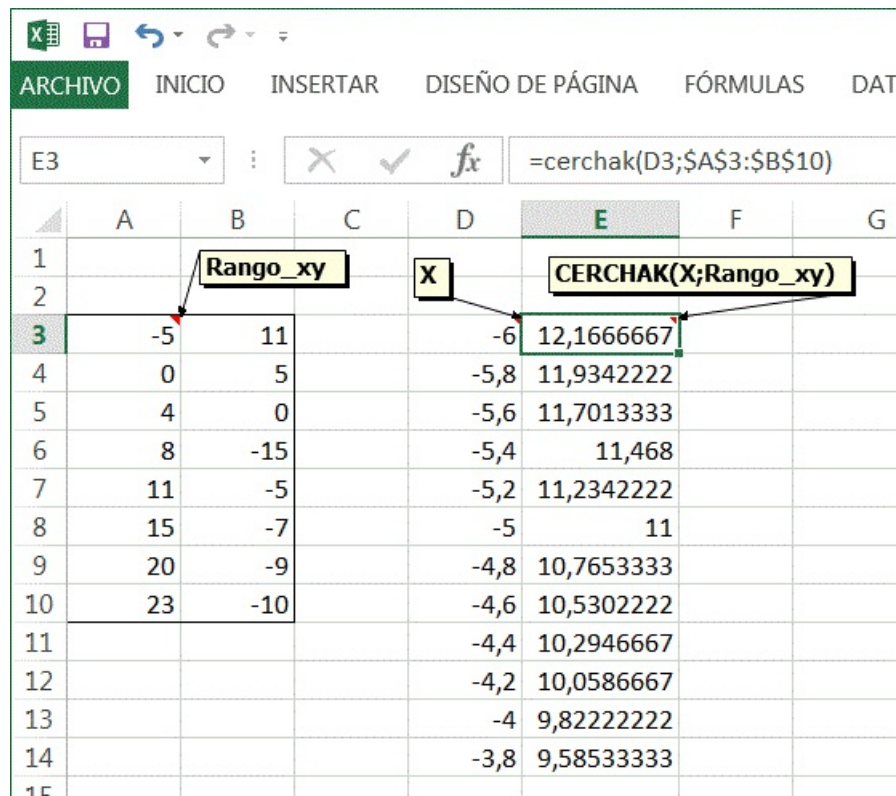 ARCHIVO INICIO INSERTAR DISEÑO DE PÁGINA FÓRMULAS DAT
E3 fx =cerchak(D3;$A$3:$B$10)
A B C D E F G
1
Rango_xy X CERCHAK(X;Rango_xy)
2
3 -5 11 -6 12,1666667
4 0 5 -5,8 11,9342222
5 4 0 -5,6 11,7013333
6 8 -15 -5,4 11,468
7 11 -5 -5,2 11,2342222
8 15 -7 -5 11
9 20 -9 -4,8 10,7653333
10 23 -10 -4,6 10,5302222
11 -4,4 10,2946667
12 -4,2 10,0586667
13 -4 9,82222222
14 -3,8 9,58533333
15